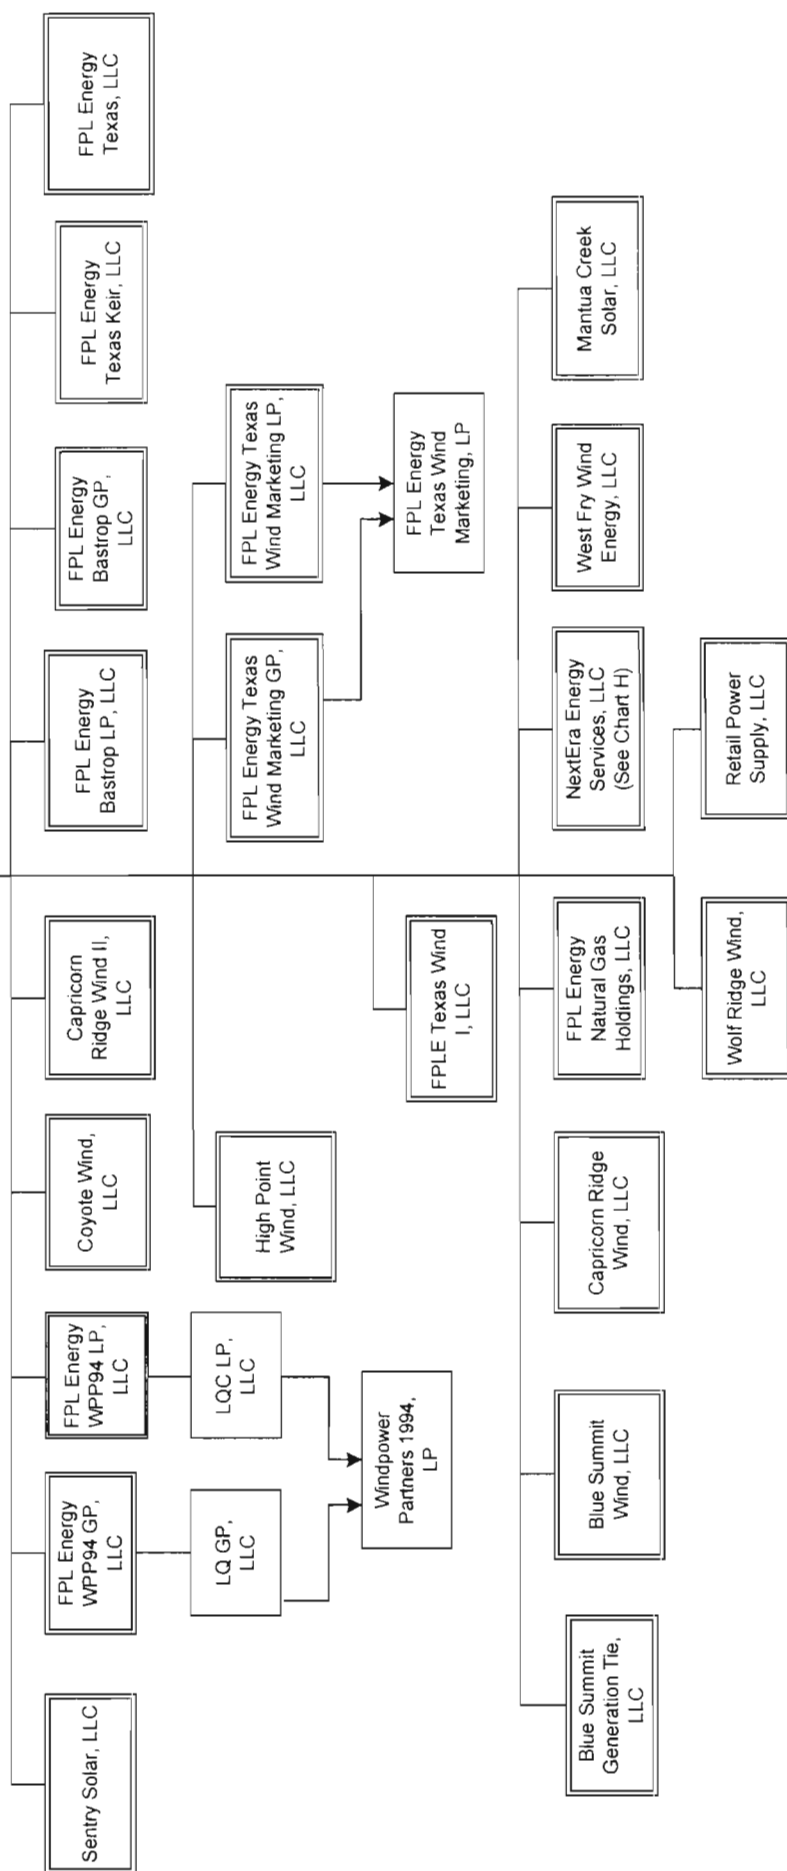 Sentry Solar, LLC
FPL Energy
WPP94 GP,
LLC
FPL Energy
WPP94 LP,
LLC
Coyote Wind,
LLC
Capricorn
Ridge Wind II,
LLC
FPL Energy
Bastrop LP, LLC
FPL Energy
Bastrop GP,
LLC
FPL Energy
Texas Keir, LLC
FPL Energy
Texas, LLC
LQ GP,
LLC
LQC LP,
LLC
High Point
Wind, LLC
FPL Energy Texas
Wind Marketing GP,
LLC
FPL Energy Texas
Wind Marketing LP,
LLC
Windpower
Partners 1994,
LP
FPLE Texas Wind
I, LLC
FPL Energy
Texas Wind
Marketing, LP
Blue Summit
Generation Tie,
LLC
Blue Summit
Wind, LLC
Capricorn Ridge
Wind, LLC
FPL Energy
Natural Gas
Holdings, LLC
NextEra Energy
Services, LLC
(See Chart H)
West Fry Wind
Energy, LLC
Mantua Creek
Solar, LLC
Wolf Ridge Wind,
LLC
Retail Power
Supply, LLC